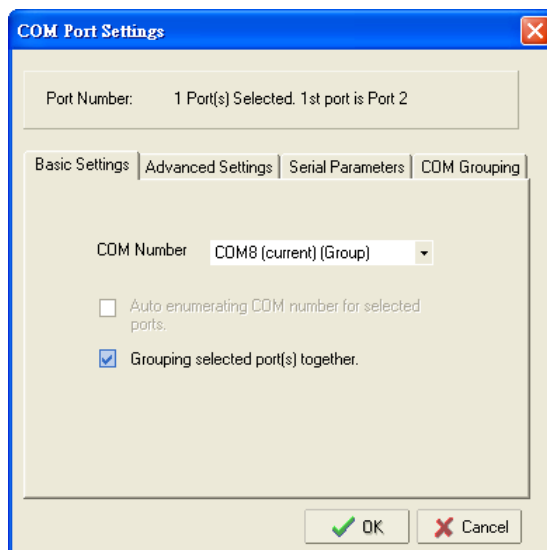 COM Port Settings
Port Number: 1 Port(s) Selected. 1st port is Port 2
Basic Settings Advanced Settings Serial Parameters COM Grouping
COM Number COM8 (current) (Group)
Auto enumerating COM number for selected
ports.
Grouping selected port(s) together.
OK Cancel